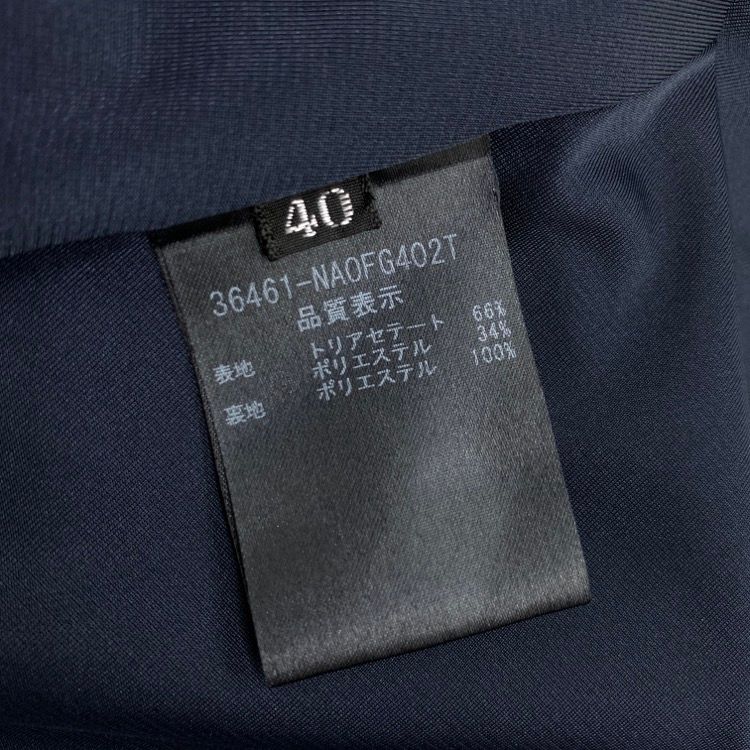 40
36461-NAOFG402T
品質表示
表地 トリアセテート 66%
ポリエステル 34%
裏地 ポリエステル 100%